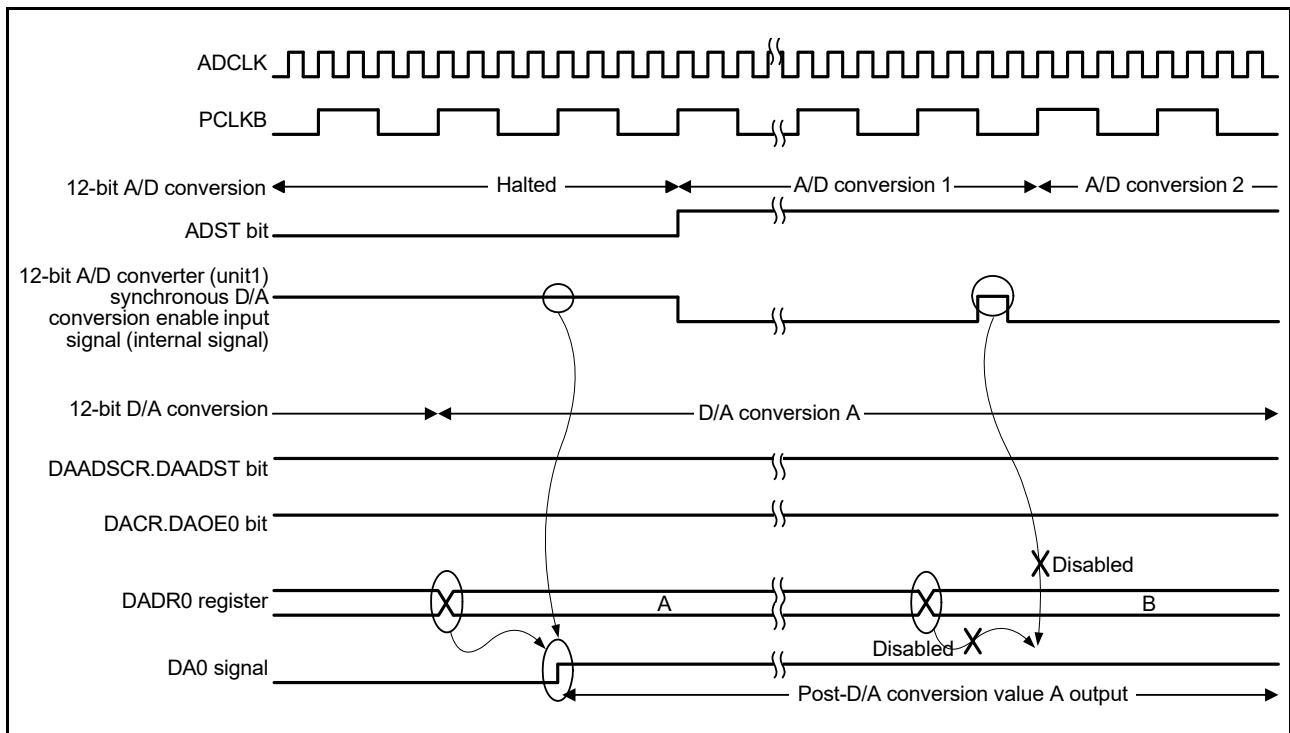 ADCLK
PCLKB
12-bit A/D conversion
Halted
A/D conversion 1
A/D conversion 2
ADST bit
12-bit A/D converter (unit1)
synchronous D/A
conversion enable input
signal (internal signal)
12-bit D/A conversion
D/A conversion A
DAADSCR.DAADST bit
DACR.DAOE0 bit
Disabled
DADR0 register
A
B
Disabled
DA0 signal
Post-D/A conversion value A output